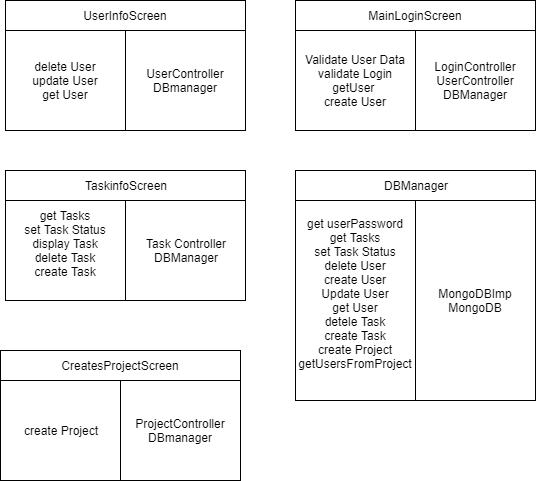 UserInfoScreen
delete User
update User
get User
UserController
DBmanager
MainLoginScreen
Validate User Data
validate Login
getUser
create User
LoginController
UserController
DBManager
TaskinfoScreen
get Tasks
set Task Status
display Task
delete Task
create Task
Task Controller
DBManager
DBManager
get userPassword
get Tasks
set Task Status
delete User
create User
Update User
get User
detele Task
create Task
create Project
getUsersFromProject
MongoDBImp
MongoDB
CreatesProjectScreen
create Project
ProjectController
DBmanager